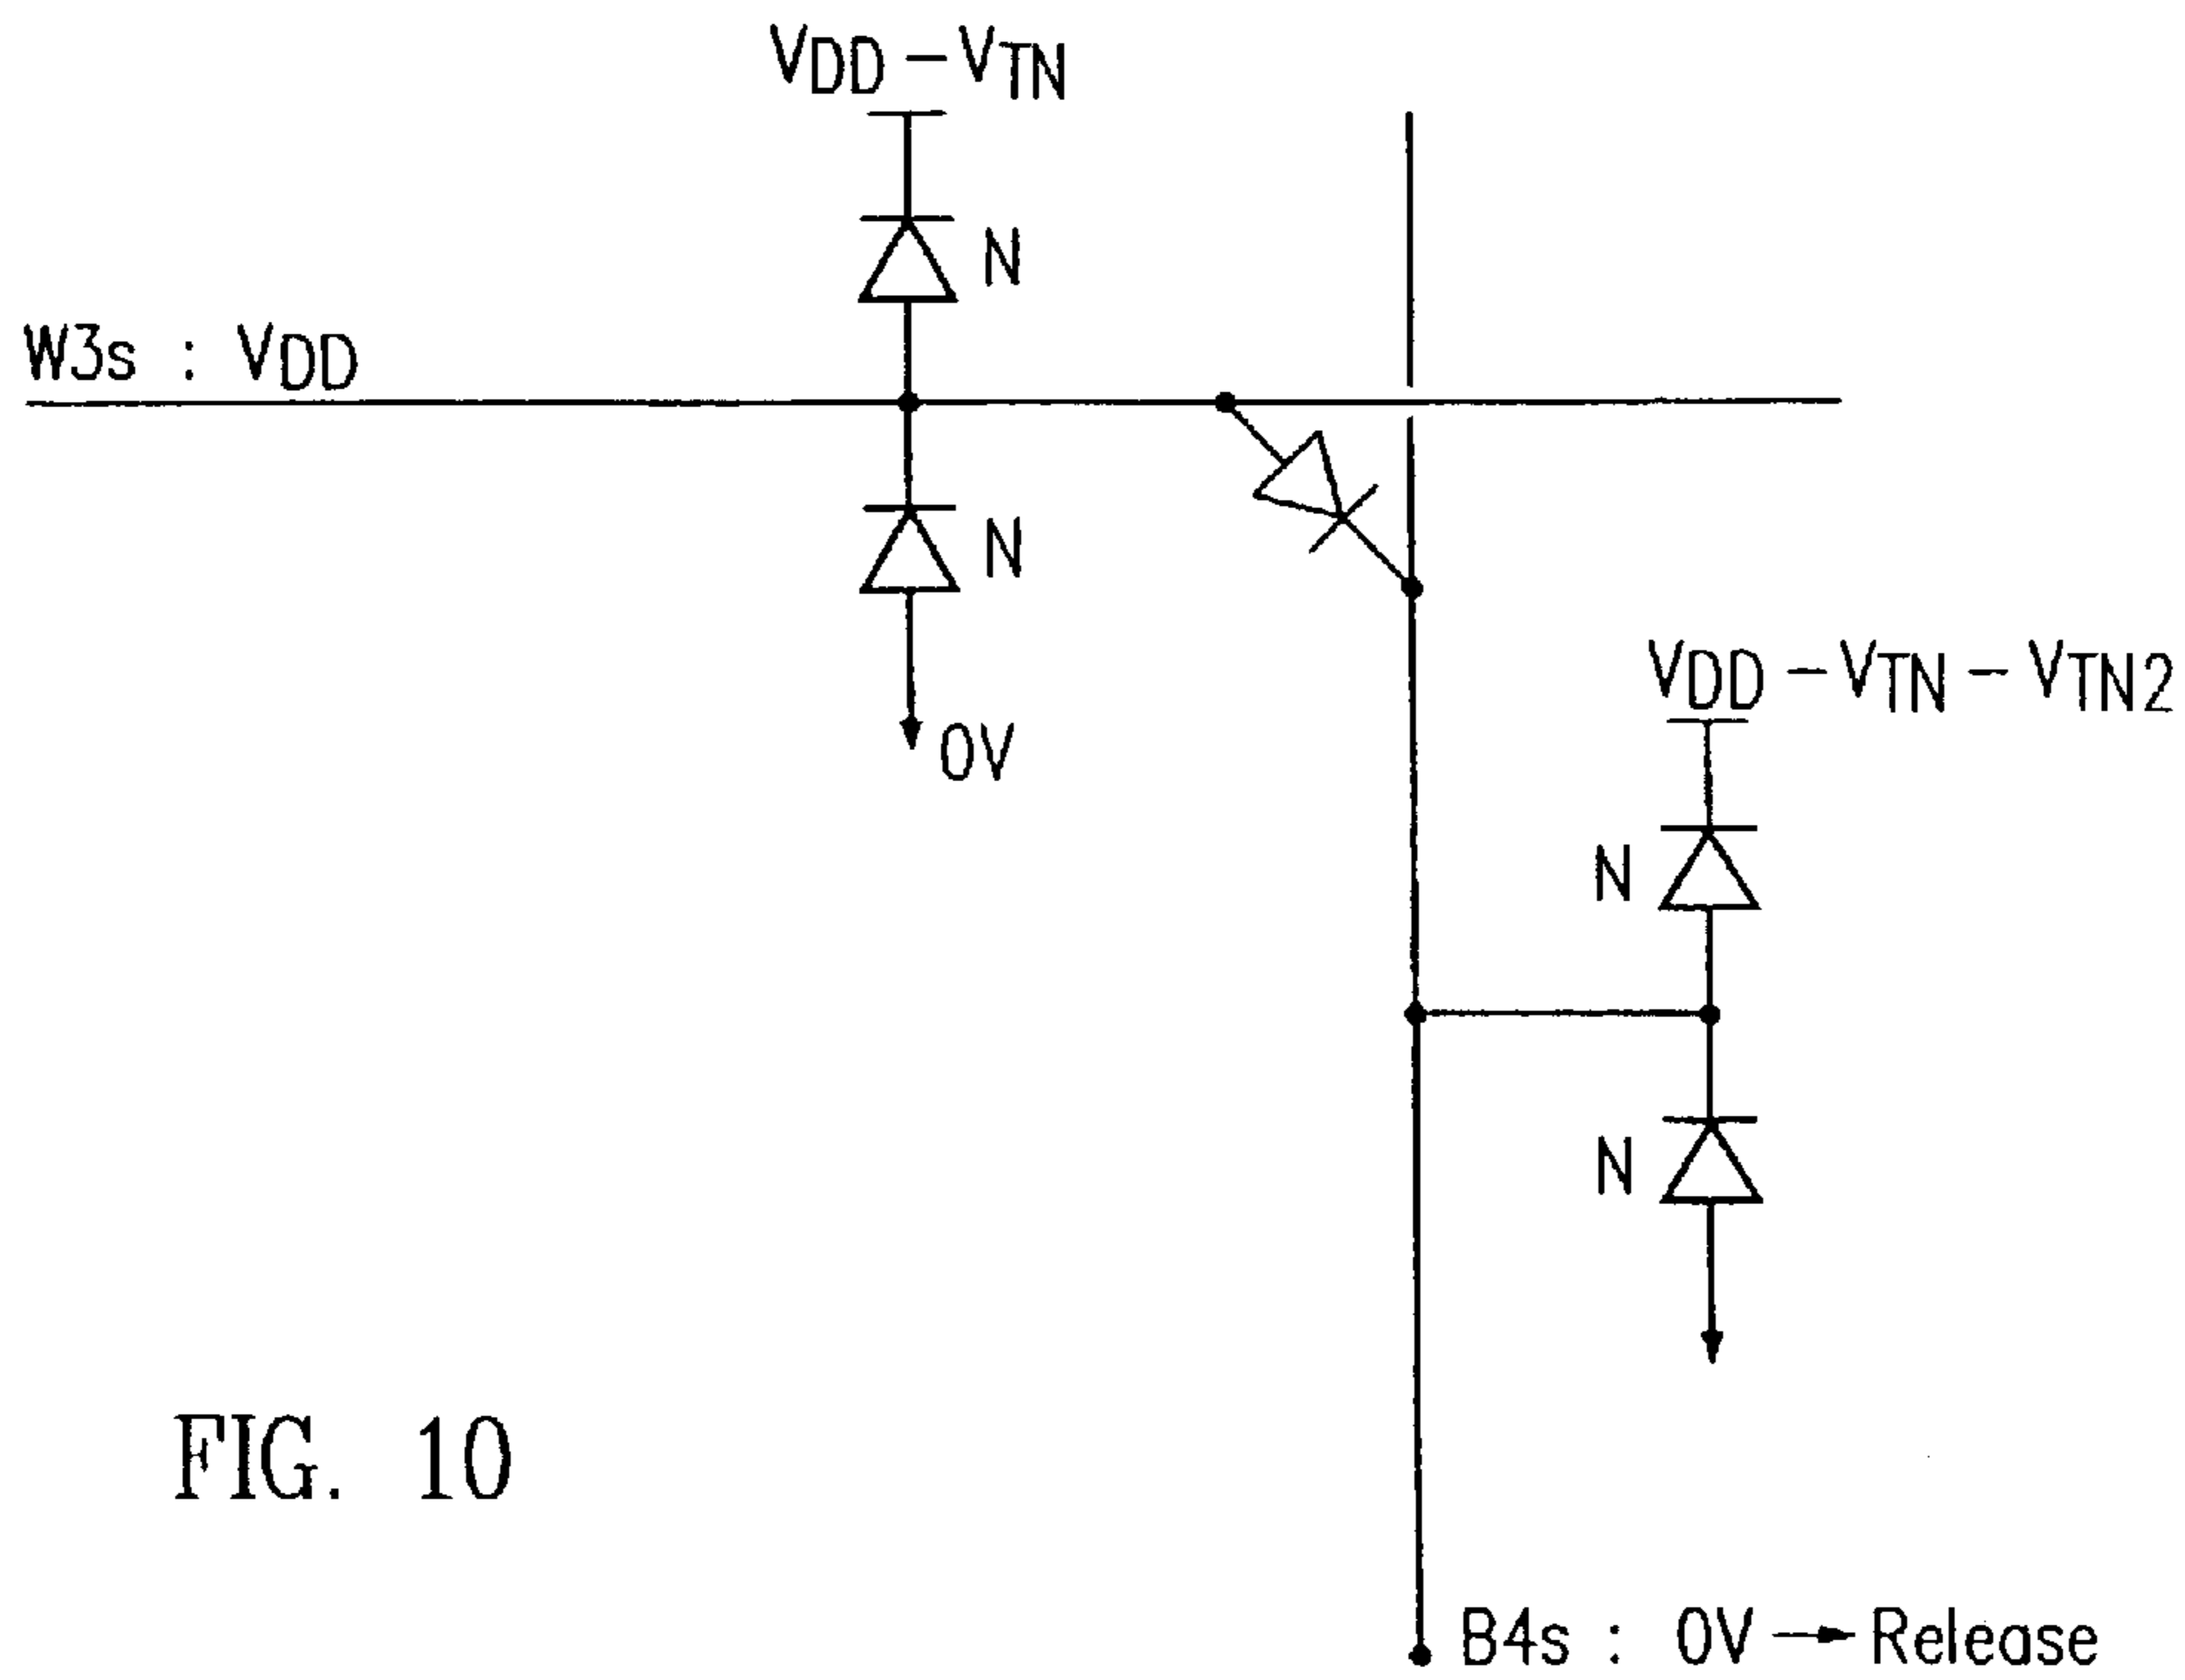 VDD – VTN
N
W3s : VDD
N
0V
VDD – VTN – VTN2
N
N
FIG. 10
B4s : 0V → Release